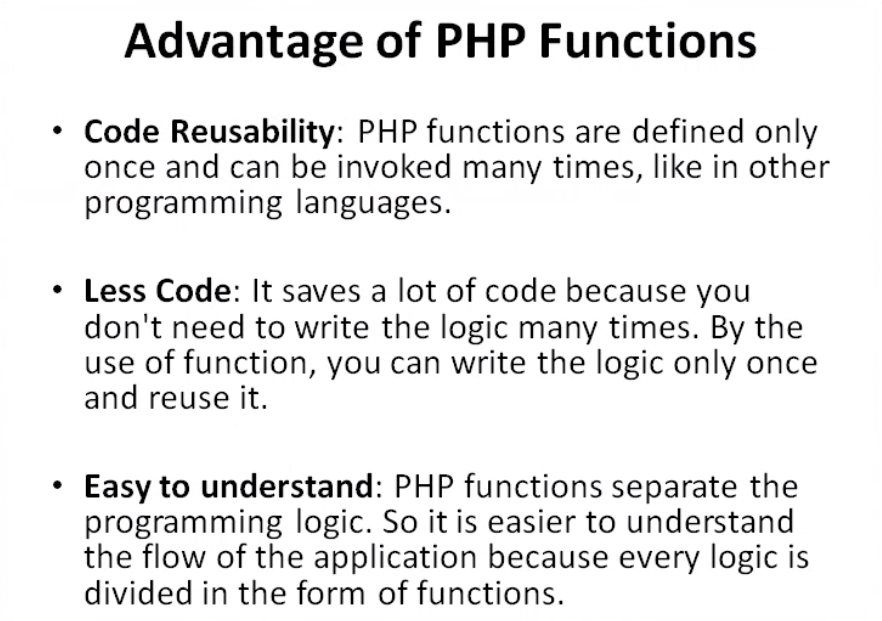 Advantage of PHP Functions
• Code Reusability: PHP functions are defined only
once and can be invoked many times, like in other
programming languages.
• Less Code: It saves a lot of code because you
don't need to write the logic many times. By the
use of function, you can write the logic only once
and reuse it.
• Easy to understand: PHP functions separate the
programming logic. So it is easier to understand
the flow of the application because every logic is
divided in the form of functions.